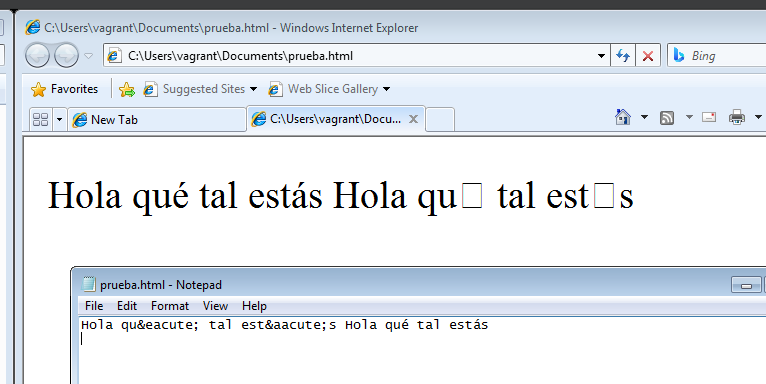 C:\Users\vagrant\Documents\prueba.html - Windows Internet Explorer
C:\Users\vagrant\Documents\prueba.html Bing
Favorites Suggested Sites Web Slice Gallery
New Tab C:\Users\vagrant\Docu...
Hola qué tal estás Hola qu□ tal est□s
prueba.html - Notepad
File Edit Format View Help
Hola qu&eacute; tal est&aacute;s Hola qué tal estás